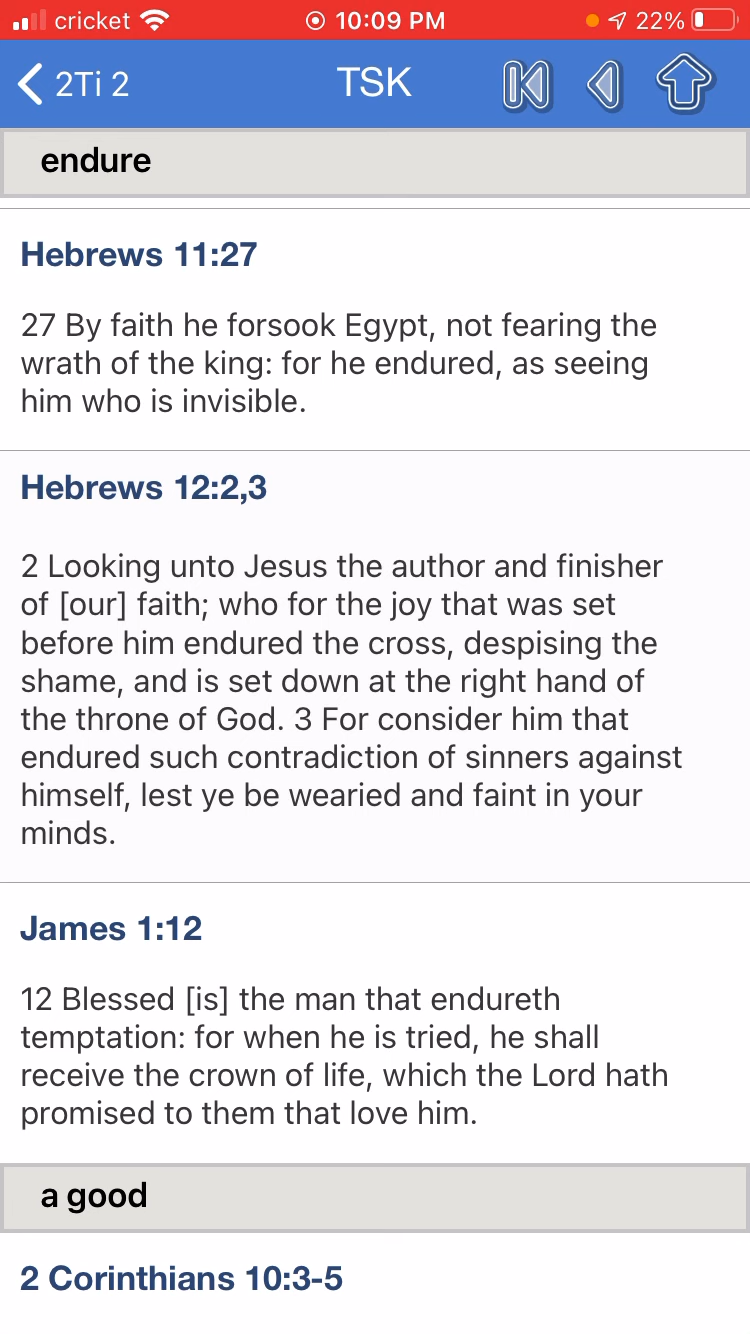 cricket 10:09 PM 22%
2Ti 2 TSK
endure
Hebrews 11:27
27 By faith he forsook Egypt, not fearing the
wrath of the king: for he endured, as seeing
him who is invisible.
Hebrews 12:2,3
2 Looking unto Jesus the author and finisher
of [our] faith; who for the joy that was set
before him endured the cross, despising the
shame, and is set down at the right hand of
the throne of God. 3 For consider him that
endured such contradiction of sinners against
himself, lest ye be wearied and faint in your
minds.
James 1:12
12 Blessed [is] the man that endureth
temptation: for when he is tried, he shall
receive the crown of life, which the Lord hath
promised to them that love him.
a good
2 Corinthians 10:3-5